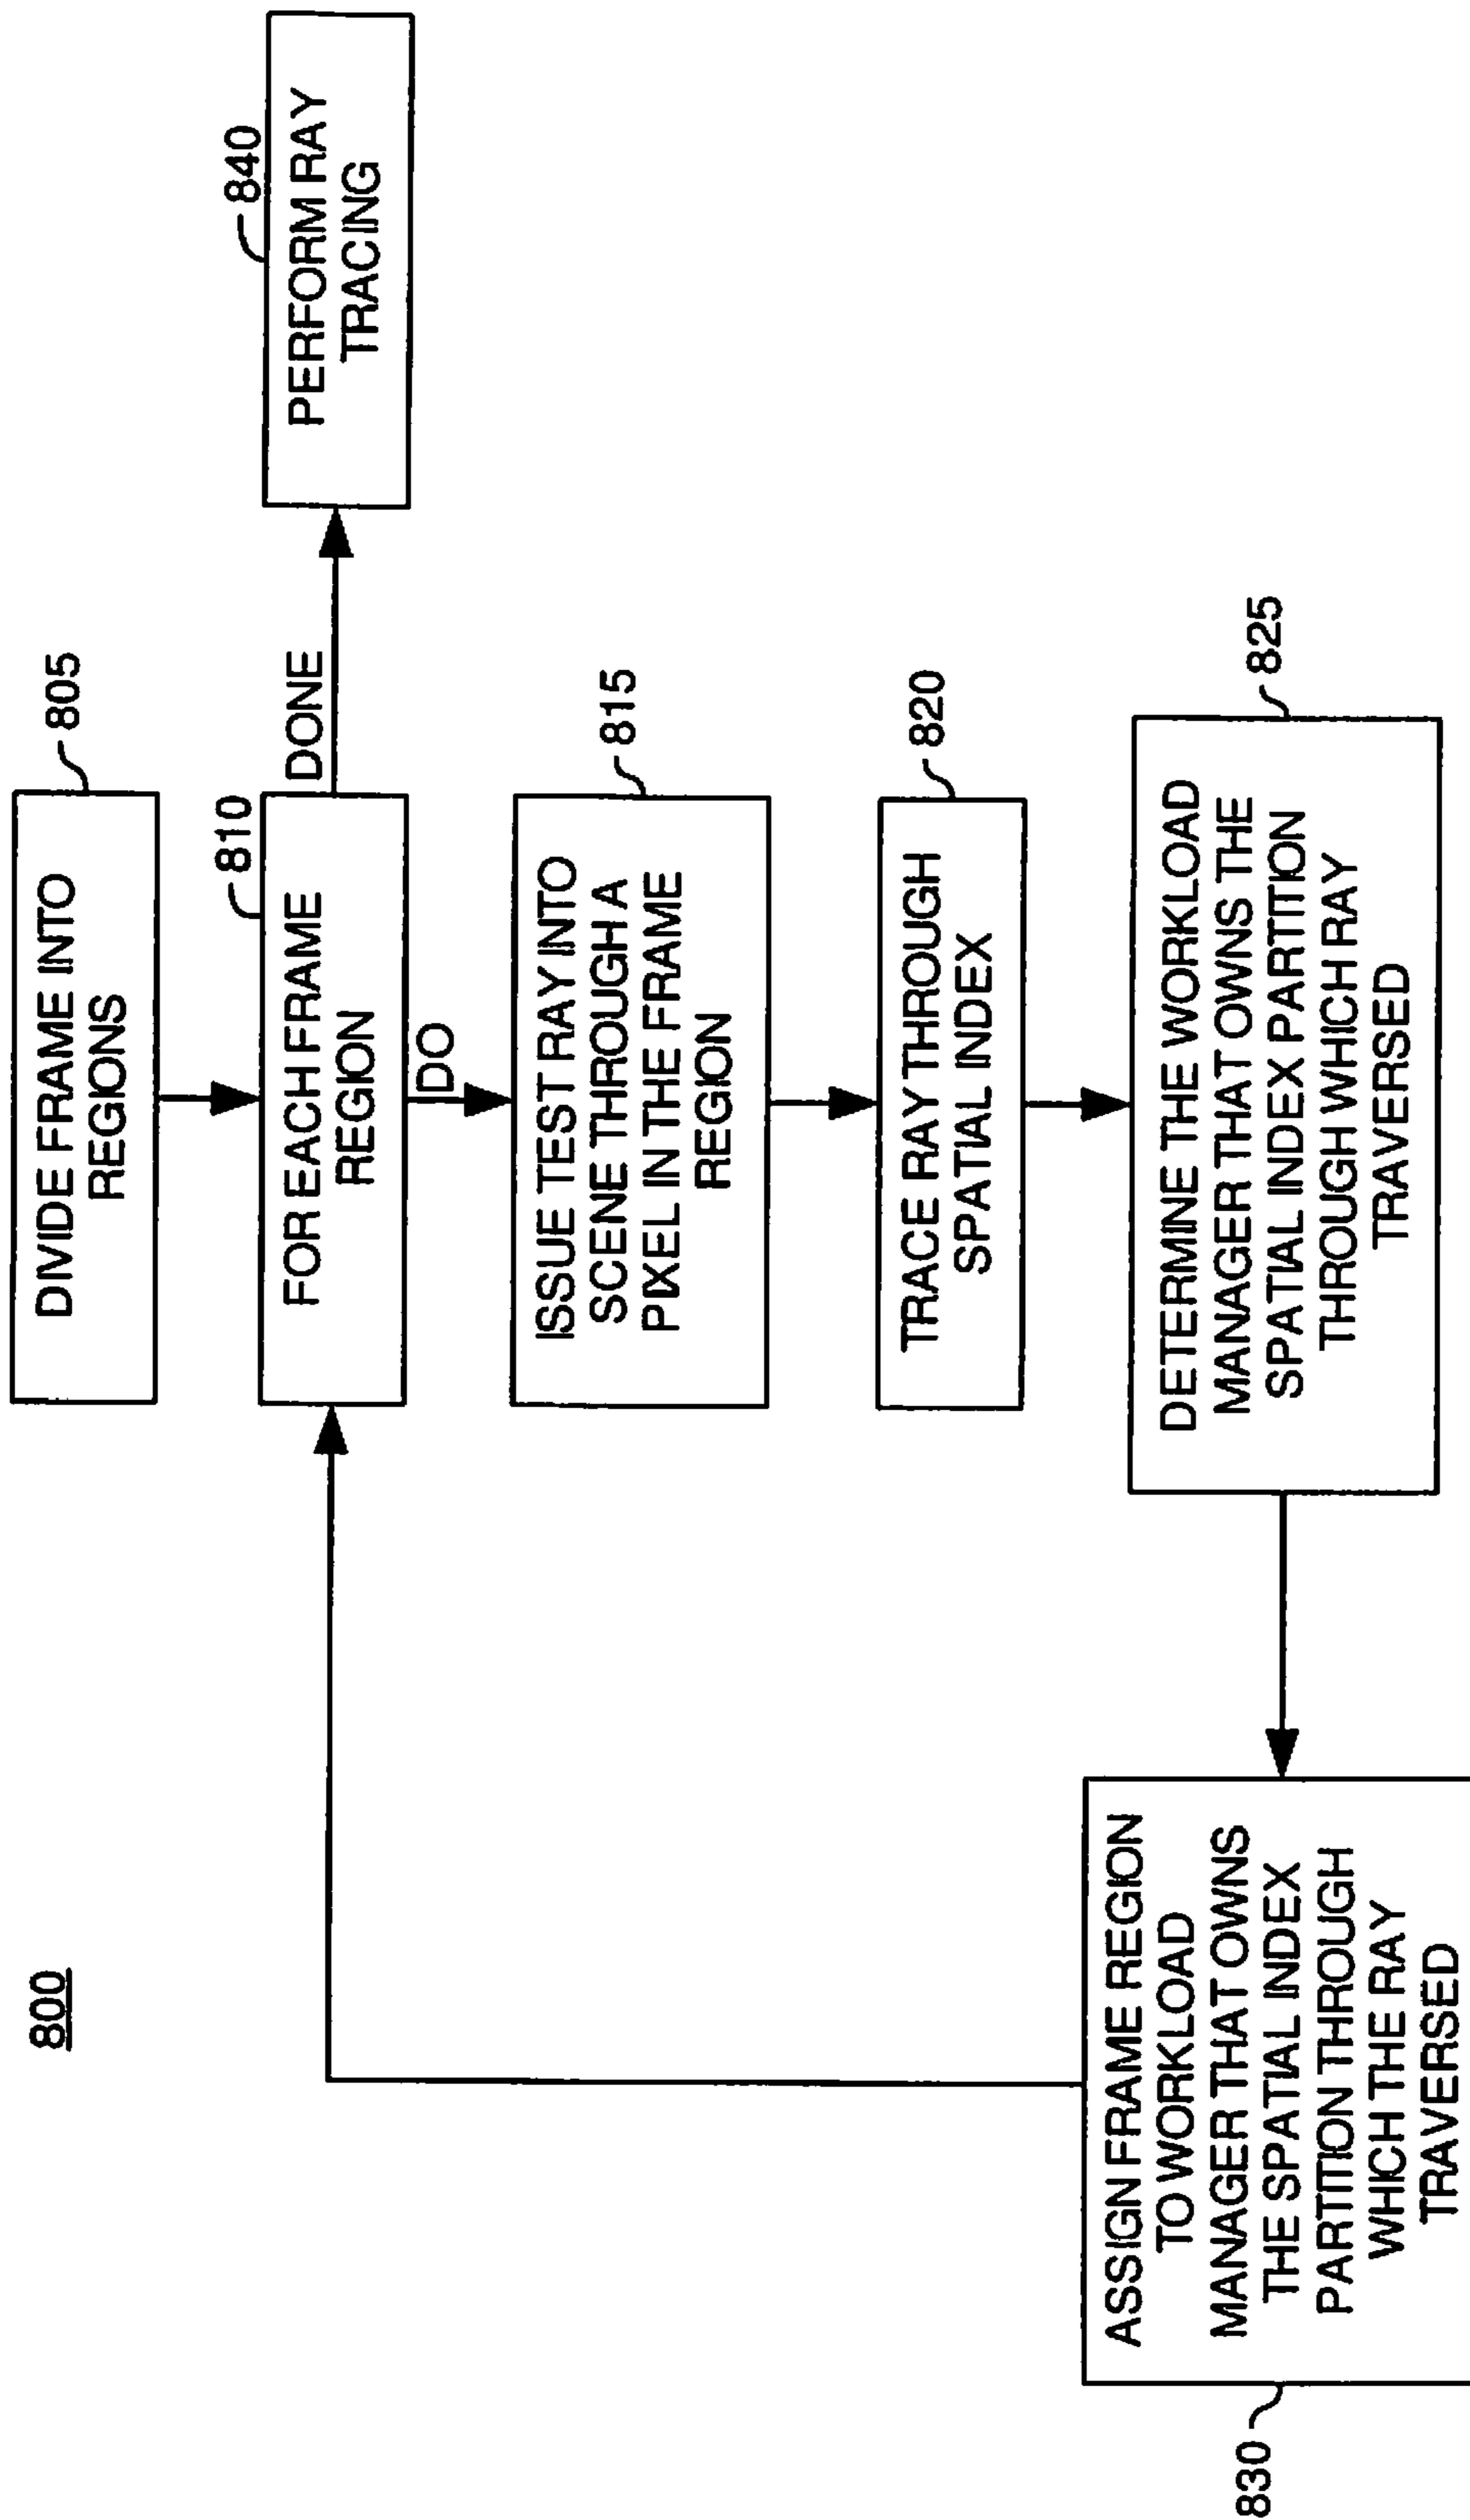 800
DIVIDE FRAME INTO
REGIONS
805
FOR EACH FRAME
REGION
810
DONE
PERFORM RAY
TRACING
840
DO
ISSUE TEST RAY INTO
SCENE THROUGH A
PIXEL IN THE FRAME
REGION
815
TRACE RAY THROUGH
SPATIAL INDEX
820
DETERMINE THE WORKLOAD
MANAGER THAT OWNS THE
SPATIAL INDEX PARTITION
THROUGH WHICH RAY
TRAVERSED
825
ASSIGN FRAME REGION
TO WORKLOAD
MANAGER THAT OWNS
THE SPATIAL INDEX
PARTITION THROUGH
WHICH THE RAY
TRAVERSED
830